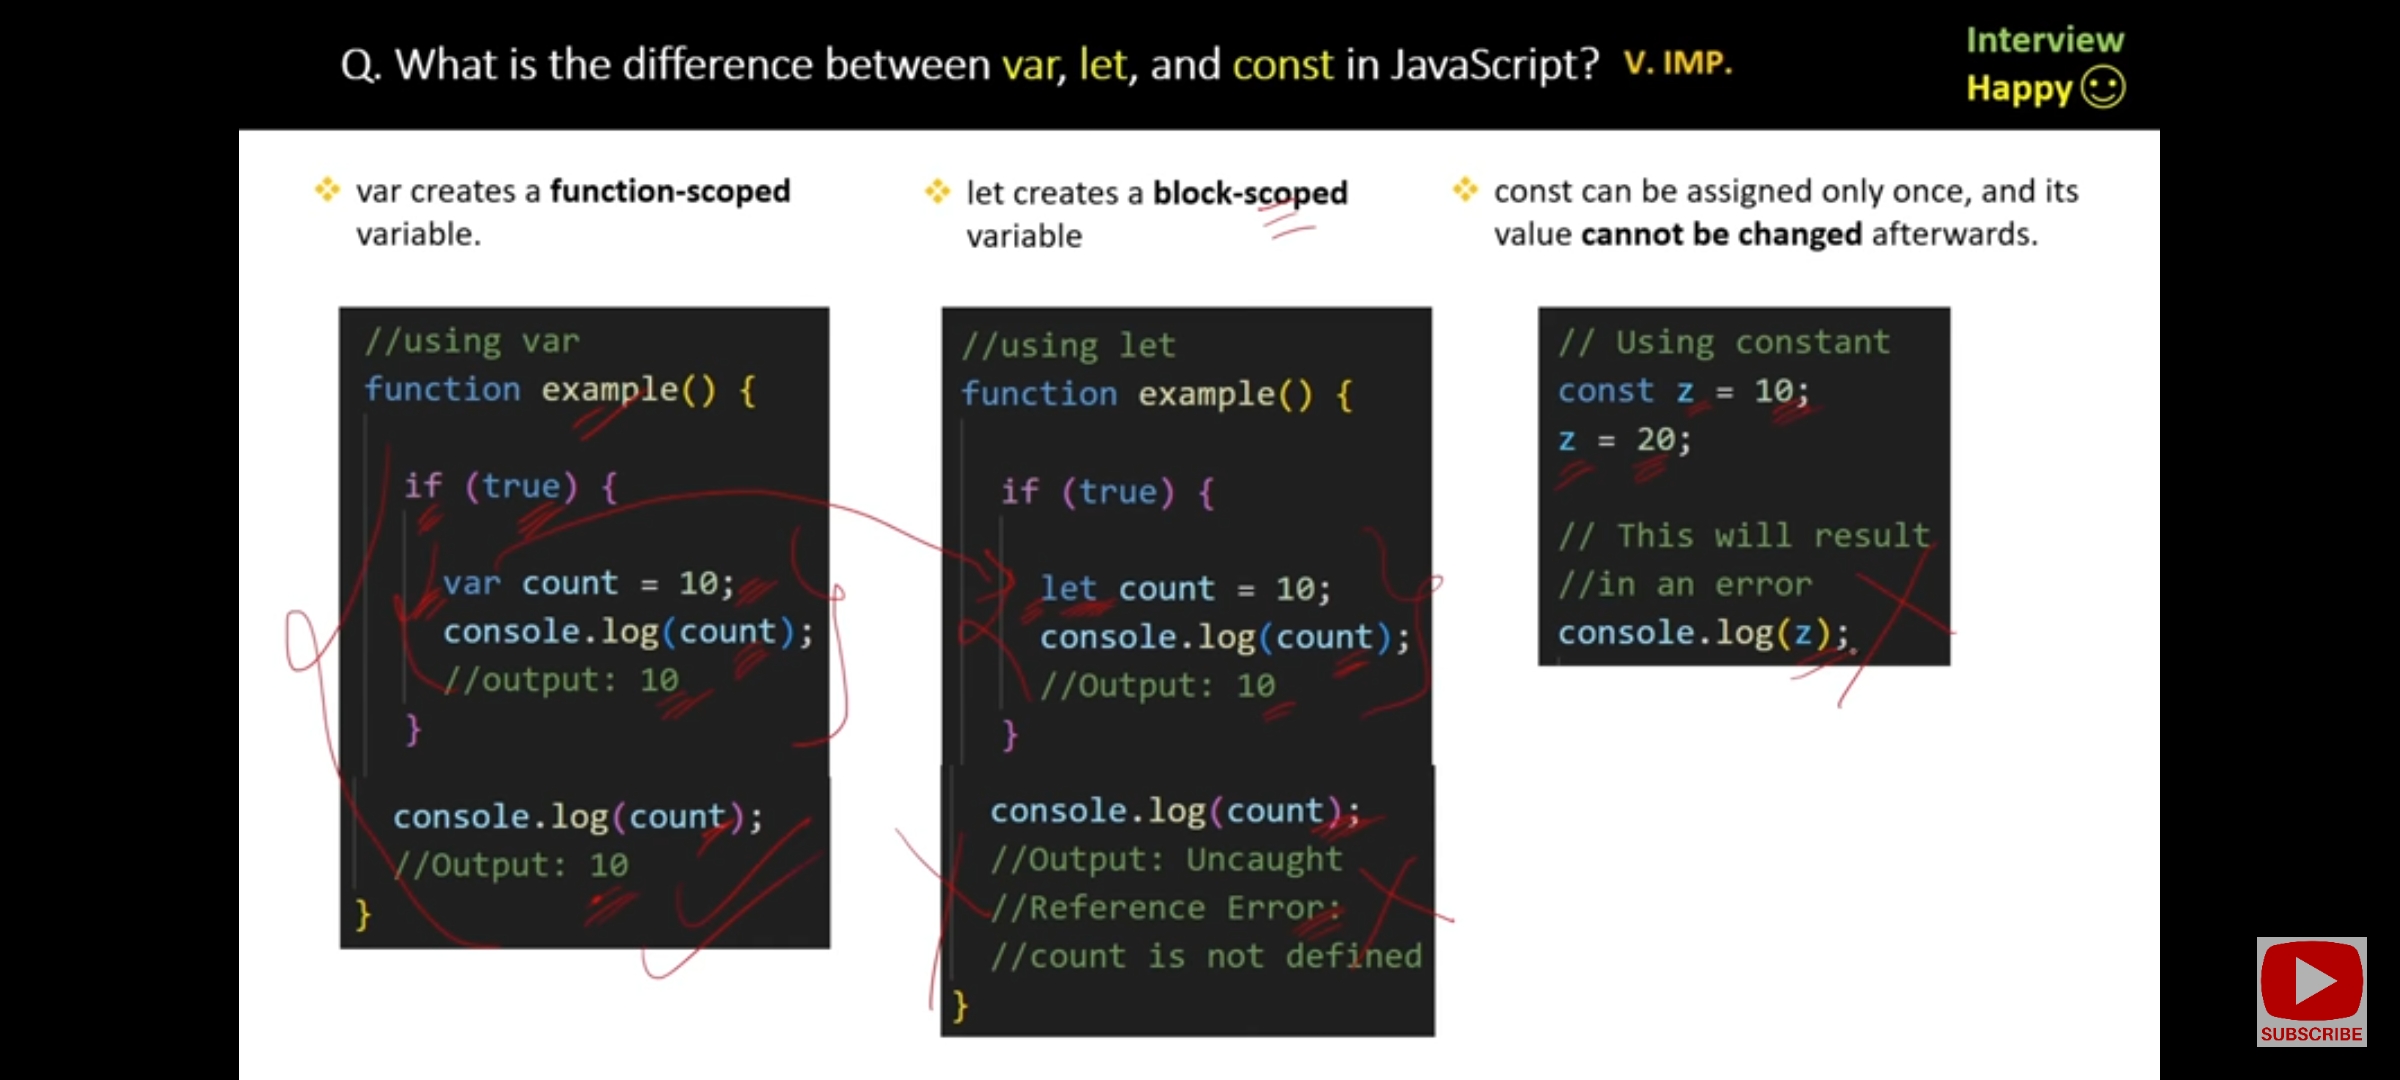 Q. What is the difference between var, let, and const in JavaScript? V. IMP.
Interview
Happy
var creates a function-scoped
variable.
//using var
function example() {
if (true) {
var count = 10;
console.log(count);
//output: 10
}
console.log(count);
//Output: 10
}
let creates a block-scoped
variable
//using let
function example() {
if (true) {
let count = 10;
console.log(count);
//Output: 10
}
console.log(count);
//Output: Uncaught
//Reference Error:
//count is not defined
}
const can be assigned only once, and its
value cannot be changed afterwards.
// Using constant
const z = 10;
z = 20;
// This will result
//in an error
console.log(z);
SUBSCRIBE